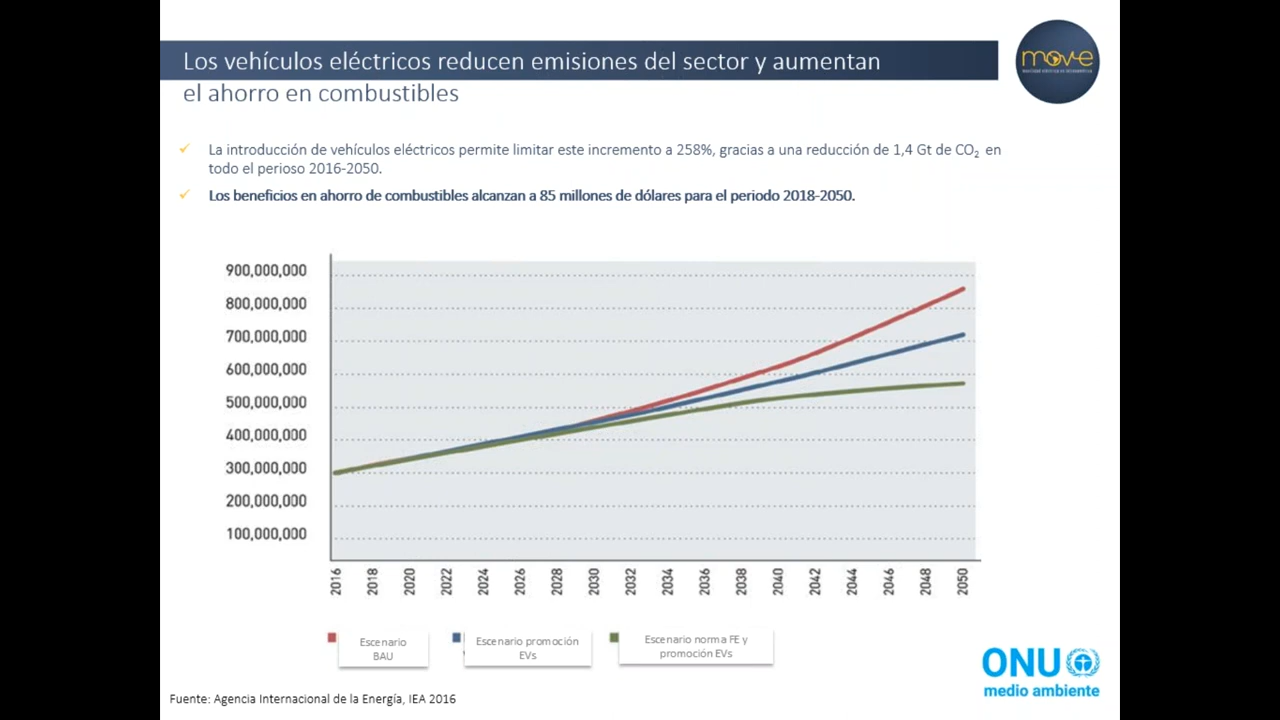 Los vehículos eléctricos reducen emisiones del sector y aumentan
el ahorro en combustibles
move
✓ La introducción de vehículos eléctricos permite limitar este incremento a 258%, gracias a una reducción de 1,4 Gt de CO₂ en
todo el perioso 2016-2050.
✓ Los beneficios en ahorro de combustibles alcanzan a 85 millones de dólares para el periodo 2018-2050.
900,000,000
800,000,000
700,000,000
600,000,000
500,000,000
400,000,000
300,000,000
200,000,000
100,000,000
2016 2018 2020 2022 2024 2026 2028 2030 2032 2034 2036 2038 2040 2042 2044 2046 2048 2050
Escenario
BAU
Escenario promoción
EVs
Escenario norma FE y
promoción EVs
ONU
medio ambiente
Fuente: Agencia Internacional de la Energía, IEA 2016